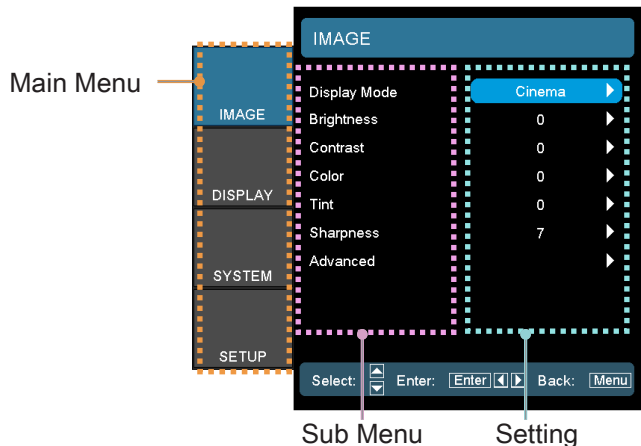 IMAGE
Main Menu
IMAGE
DISPLAY
SYSTEM
SETUP
Display Mode Cinema
Brightness 0
Contrast 0
Color 0
Tint 0
Sharpness 7
Advanced
Select: Enter: Enter Back: Menu
Sub Menu Setting